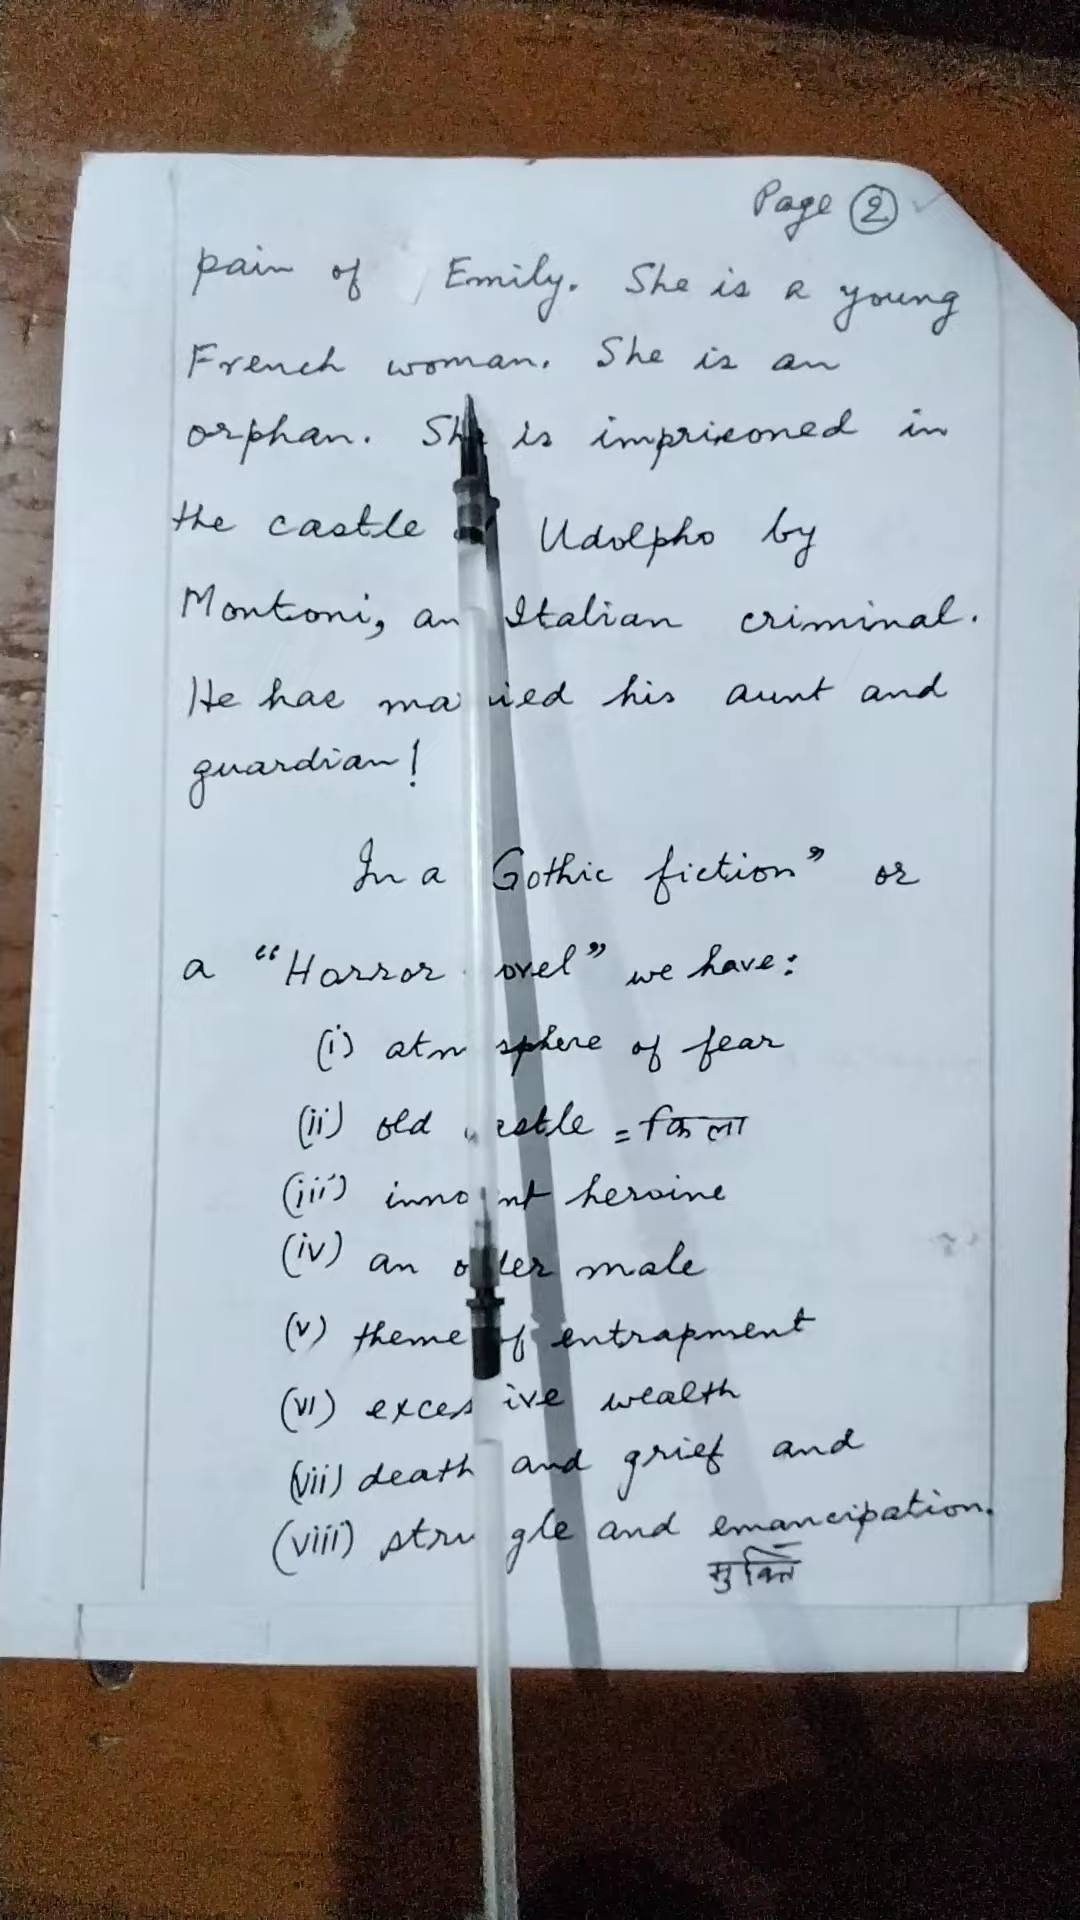 Page 2
pain of Emily. She is a young
French woman. She is an
orphan. She is imprisoned in
the castle Udolpho by
Montoni, an Italian criminal.
He has married his aunt and
guardian!
In a Gothic fiction" or
a "Horror novel" we have:
(i) atmosphere of fear
(ii) old castle = किला
(iii) innocent heroine
(iv) an older male
(v) theme of entrapment
(vi) excessive wealth
(vii) death and grief and
(viii) struggle and emancipation.
मुक्ति